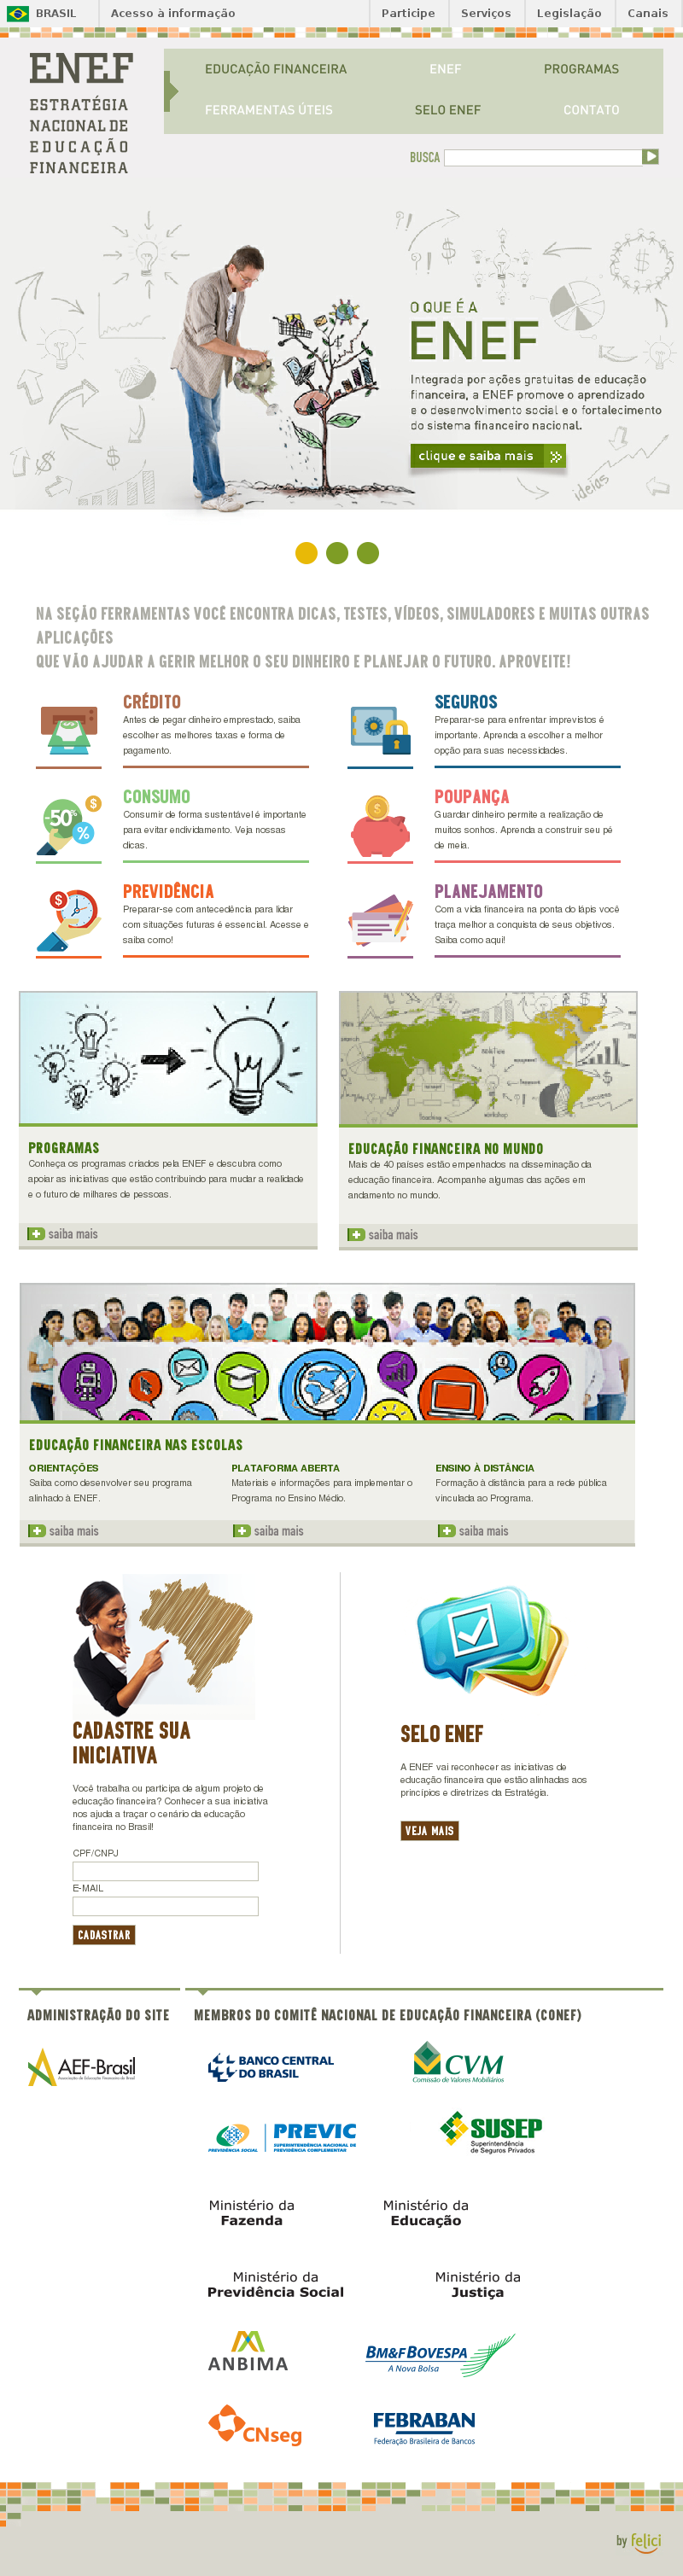 BRASIL
Acesso à informação
Participe
Serviços
Legislação
Canais
ENEF
ESTRATÉGIA
NACIONAL DE
EDUCAÇÃO
FINANCEIRA
EDUCAÇÃO FINANCEIRA
ENEF
PROGRAMAS
FERRAMENTAS ÚTEIS
SELO ENEF
CONTATO
BUSCA
O QUE É A
ENEF
Integrada por ações gratuitas de educação
financeira, a ENEF promove o aprendizado
e o desenvolvimento social e o fortalecimento
do sistema financeiro nacional.
clique e saiba mais
ideias
NA SEÇÃO FERRAMENTAS VOCÊ ENCONTRA DICAS, TESTES, VÍDEOS, SIMULADORES E MUITAS OUTRAS
APLICAÇÕES
QUE VÃO AJUDAR A GERIR MELHOR O SEU DINHEIRO E PLANEJAR O FUTURO. APROVEITE!
CRÉDITO
Antes de pegar dinheiro emprestado, saiba
escolher as melhores taxas e forma de
pagamento.
SEGUROS
Preparar-se para enfrentar imprevistos é
importante. Aprenda a escolher a melhor
opção para suas necessidades.
-50%
$
%
CONSUMO
Consumir de forma sustentável é importante
para evitar endividamento. Veja nossas
dicas.
$
POUPANÇA
Guardar dinheiro permite a realização de
muitos sonhos. Aprenda a construir seu pé
de meia.
$
PREVIDÊNCIA
Preparar-se com antecedência para lidar
com situações futuras é essencial. Acesse e
saiba como!
PLANEJAMENTO
Com a vida financeira na ponta do lápis você
traça melhor a conquista de seus objetivos.
Saiba como aqui!
PROGRAMAS
Conheça os programas criados pela ENEF e descubra como
apoiar as iniciativas que estão contribuindo para mudar a realidade
e o futuro de milhares de pessoas.
saiba mais
EDUCAÇÃO FINANCEIRA NO MUNDO
Mais de 40 países estão empenhados na disseminação da
educação financeira. Acompanhe algumas das ações em
andamento no mundo.
saiba mais
EDUCAÇÃO FINANCEIRA NAS ESCOLAS
ORIENTAÇÕES
Saiba como desenvolver seu programa
alinhado à ENEF.
saiba mais
PLATAFORMA ABERTA
Materiais e informações para implementar o
Programa no Ensino Médio.
saiba mais
ENSINO À DISTÂNCIA
Formação à distância para a rede pública
vinculada ao Programa.
saiba mais
CADASTRE SUA
INICIATIVA
Você trabalha ou participa de algum projeto de
educação financeira? Conhecer a sua iniciativa
nos ajuda a traçar o cenário da educação
financeira no Brasil!
CPF/CNPJ
E-MAIL
CADASTRAR
SELO ENEF
A ENEF vai reconhecer as iniciativas de
educação financeira que estão alinhadas aos
princípios e diretrizes da Estratégia.
VEJA MAIS
ADMINISTRAÇÃO DO SITE
AEF-Brasil
Associação de Educação Financeira do Brasil
MEMBROS DO COMITÊ NACIONAL DE EDUCAÇÃO FINANCEIRA (CONEF)
BANCO CENTRAL
DO BRASIL
CVM
Comissão de Valores Mobiliários
PREVIDÊNCIA SOCIAL
PREVIC
SUPERINTENDÊNCIA NACIONAL DE
PREVIDÊNCIA COMPLEMENTAR
SUSEP
Superintendência
de Seguros Privados
Ministério da
Fazenda
Ministério da
Educação
Ministério da
Previdência Social
Ministério da
Justiça
ANBIMA
BM&FBOVESPA
A Nova Bolsa
CNseg
FEBRABAN
Federação Brasileira de Bancos
by felici